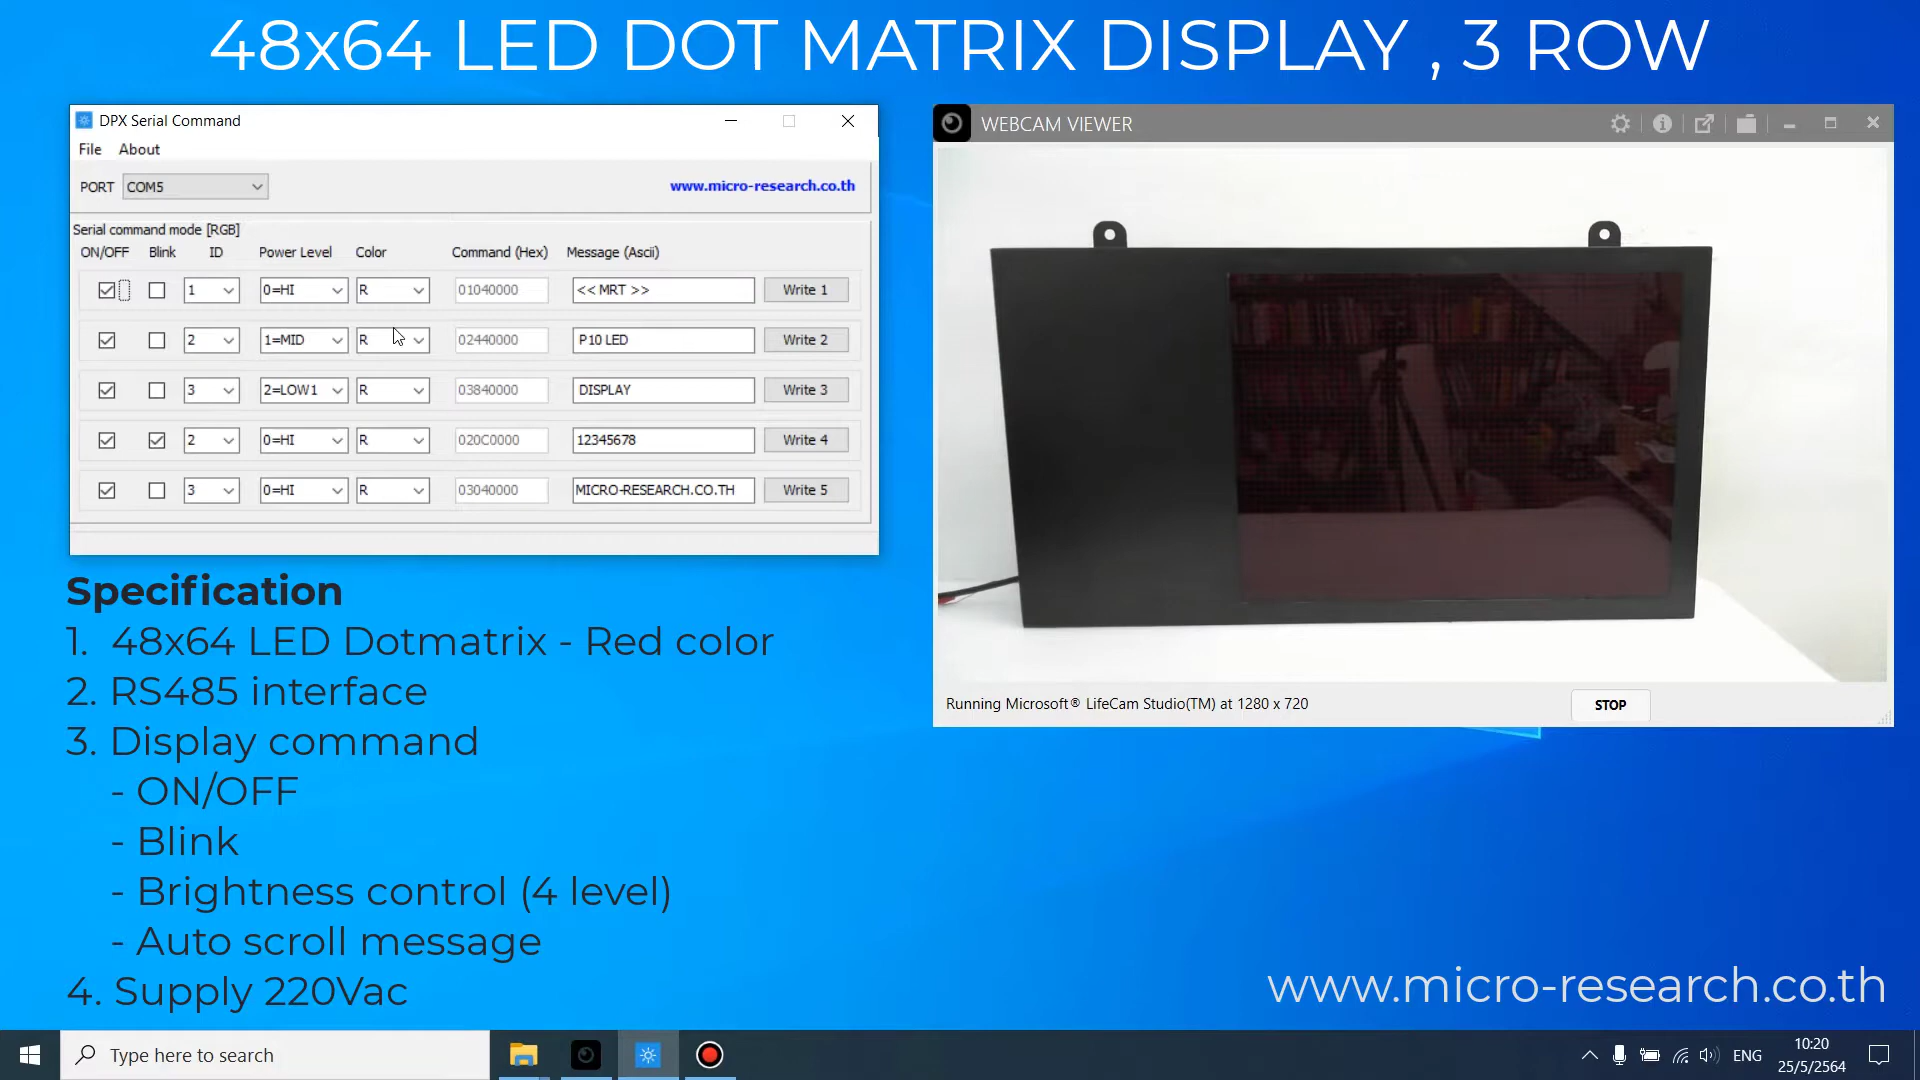 48x64 LED DOT MATRIX DISPLAY , 3 ROW
DPX Serial Command
File About
PORT COM5 www.micro-research.co.th
Serial command mode [RGB]
ON/OFF Blink ID Power Level Color Command (Hex) Message (Ascii)
1 0=HI R 01040000 << MRT >> Write 1
2 1=MID R 02440000 P10 LED Write 2
3 2=LOW1 R 03840000 DISPLAY Write 3
2 0=HI R 020C0000 12345678 Write 4
3 0=HI R 03040000 MICRO-RESEARCH.CO.TH Write 5
WEBCAM VIEWER
Running Microsoft® LifeCam Studio(TM) at 1280 x 720 STOP
Specification
1. 48x64 LED Dotmatrix - Red color
2. RS485 interface
3. Display command
- ON/OFF
- Blink
- Brightness control (4 level)
- Auto scroll message
4. Supply 220Vac
www.micro-research.co.th
Type here to search
ENG
10:20
25/5/2564